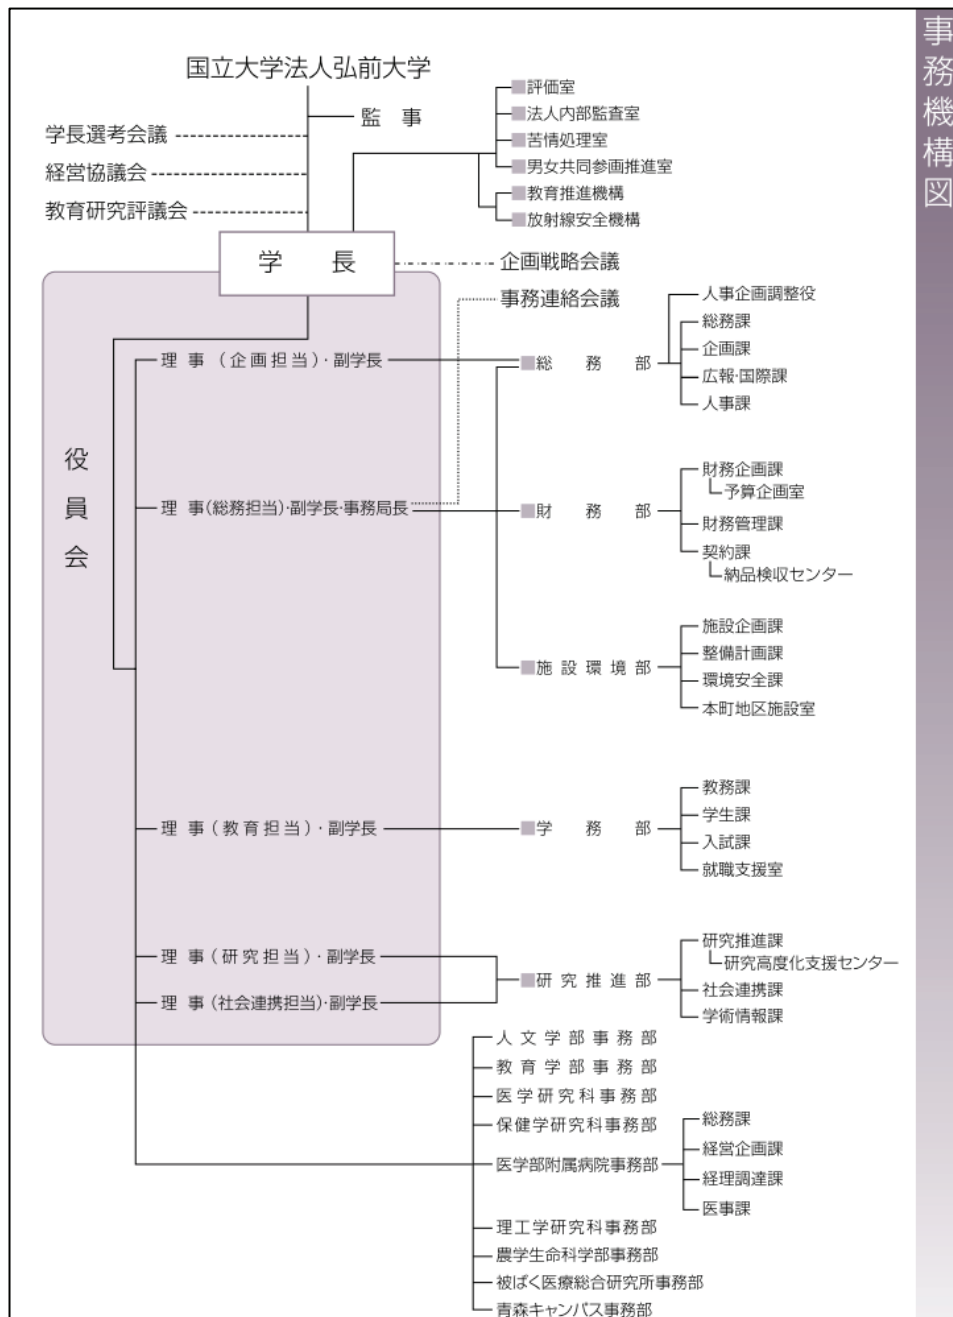 事務機構図
国立大学法人弘前大学
監　事
学長選考会議
経営協議会
教育研究評議会
■評価室
■法人内部監査室
■苦情処理室
■男女共同参画推進室
■教育推進機構
■放射線安全機構
学　長
企画戦略会議
事務連絡会議
役員会
理 事 (企画担当)・副学長
■総　務　部
人事企画調整役
総務課
企画課
広報・国際課
人事課
理 事(総務担当)・副学長・事務局長
■財　務　部
財務企画課
予算企画室
財務管理課
契約課
納品検収センター
■施設環境部
施設企画課
整備計画課
環境安全課
本町地区施設室
理 事 (教育担当)・副学長
■学　務　部
教務課
学生課
入試課
就職支援室
理 事 (研究担当)・副学長
理 事 (社会連携担当)・副学長
■研究推進部
研究推進課
研究高度化支援センター
社会連携課
学術情報課
人文学部事務部
教育学部事務部
医学研究科事務部
保健学研究科事務部
医学部附属病院事務部
総務課
経営企画課
経理調達課
医事課
理工学研究科事務部
農学生命科学部事務部
被ばく医療総合研究所事務部
青森キャンパス事務部